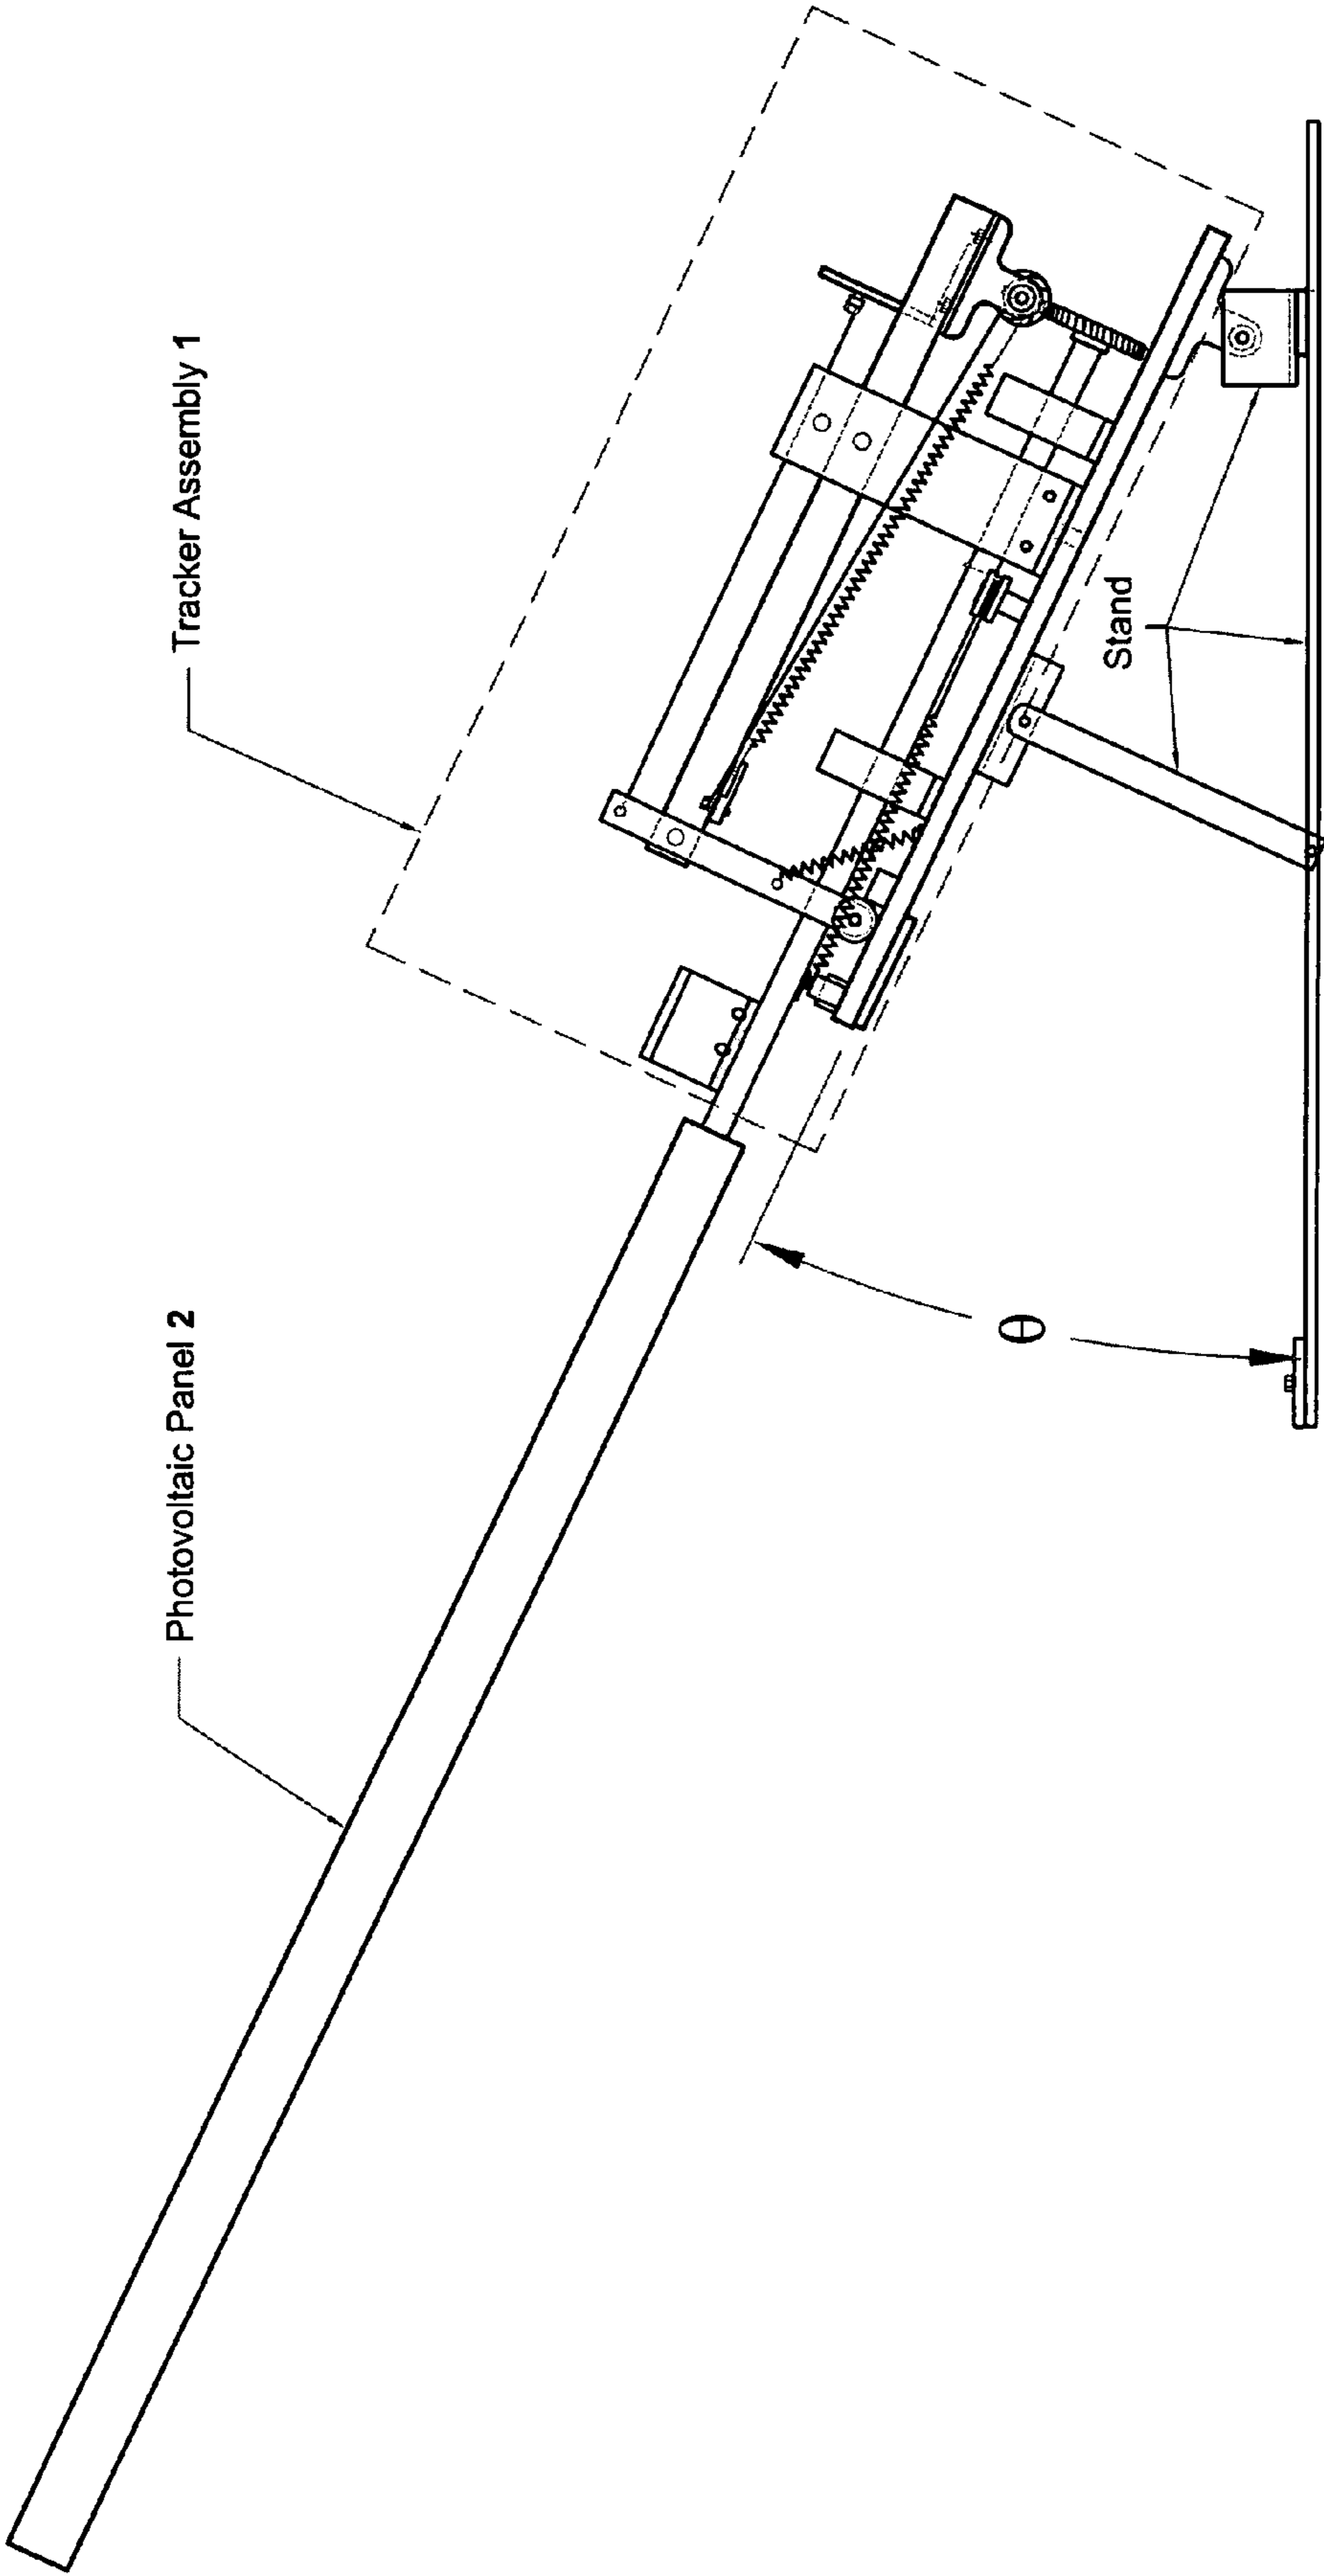 Tracker Assembly 1
Photovoltaic Panel 2
Stand
θ